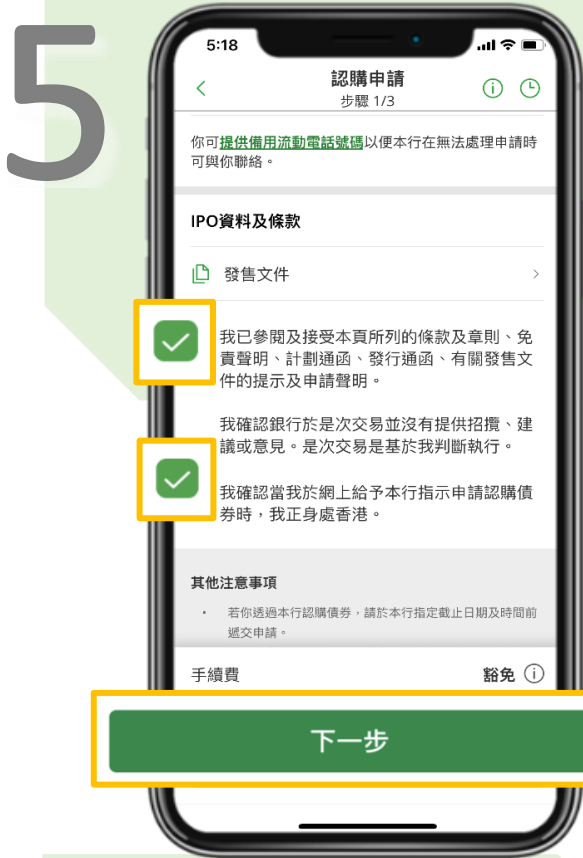 5
5:18
認購申請
步驟 1/3
你可提供備用流動電話號碼以便本行在無法處理申請時
可與你聯絡。
IPO資料及條款
發售文件
我已參閱及接受本頁所列的條款及章則、免
責聲明、計劃通函、發行通函、有關發售文
件的提示及申請聲明。
我確認銀行於是次交易並沒有提供招攬、建
議或意見。是次交易是基於我判斷執行。
我確認當我於網上給予本行指示申請認購債
券時，我正身處香港。
其他注意事項
• 若你透過本行認購債券，請於本行指定截止日期及時間前
遞交申請。
手續費 豁免
下一步